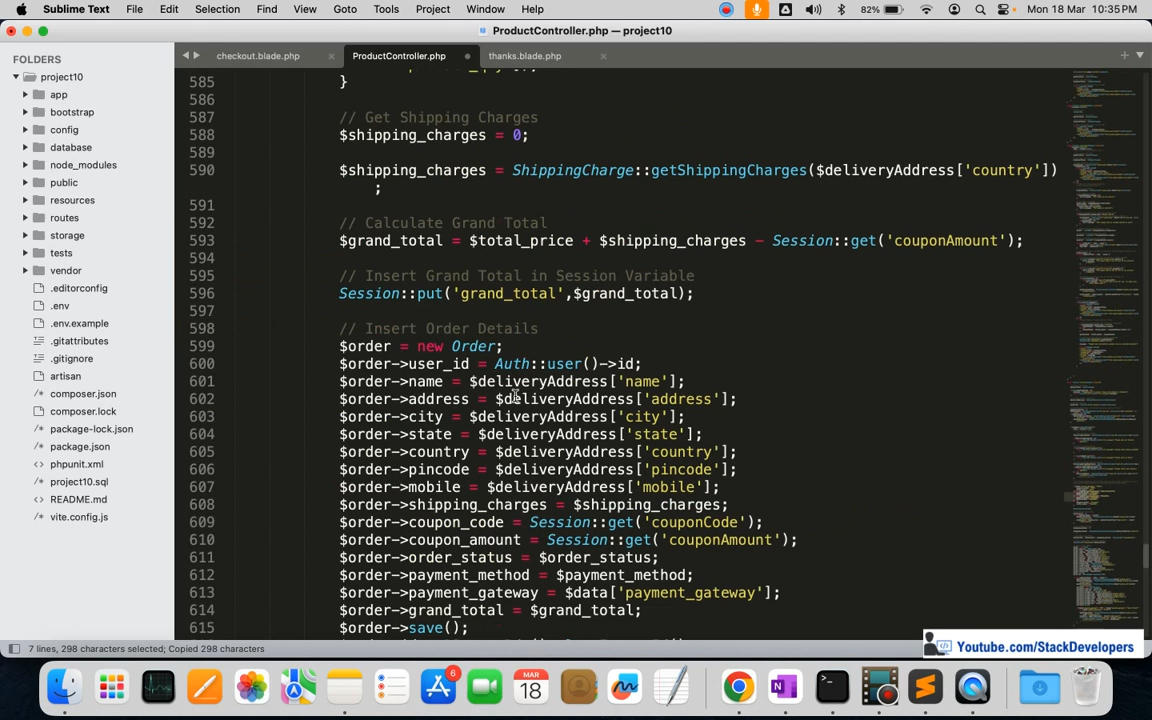 Sublime Text File Edit Selection Find View Goto Tools Project Window Help 82% Mon 18 Mar 10:35 PM
ProductController.php — project10
FOLDERS
project10
app
bootstrap
config
database
node_modules
public
resources
routes
storage
tests
vendor
.editorconfig
.env
.env.example
.gitattributes
.gitignore
artisan
composer.json
composer.lock
package-lock.json
package.json
phpunit.xml
project10.sql
README.md
vite.config.js
checkout.blade.php × ProductController.php thanks.blade.php ×
585 }
586
587 // Get Shipping Charges
588 $shipping_charges = 0;
589
590 $shipping_charges = ShippingCharge::getShippingCharges($deliveryAddress['country'])
;
591
592 // Calculate Grand Total
593 $grand_total = $total_price + $shipping_charges - Session::get('couponAmount');
594
595 // Insert Grand Total in Session Variable
596 Session::put('grand_total',$grand_total);
597
598 // Insert Order Details
599 $order = new Order;
600 $order->user_id = Auth::user()->id;
601 $order->name = $deliveryAddress['name'];
602 $order->address = $deliveryAddress['address'];
603 $order->city = $deliveryAddress['city'];
604 $order->state = $deliveryAddress['state'];
605 $order->country = $deliveryAddress['country'];
606 $order->pincode = $deliveryAddress['pincode'];
607 $order->mobile = $deliveryAddress['mobile'];
608 $order->shipping_charges = $shipping_charges;
609 $order->coupon_code = Session::get('couponCode');
610 $order->coupon_amount = Session::get('couponAmount');
611 $order->order_status = $order_status;
612 $order->payment_method = $payment_method;
613 $order->payment_gateway = $data['payment_gateway'];
614 $order->grand_total = $grand_total;
615 $order->save();
7 lines, 298 characters selected; Copied 298 characters
Youtube.com/StackDevelopers
6
MAR
18